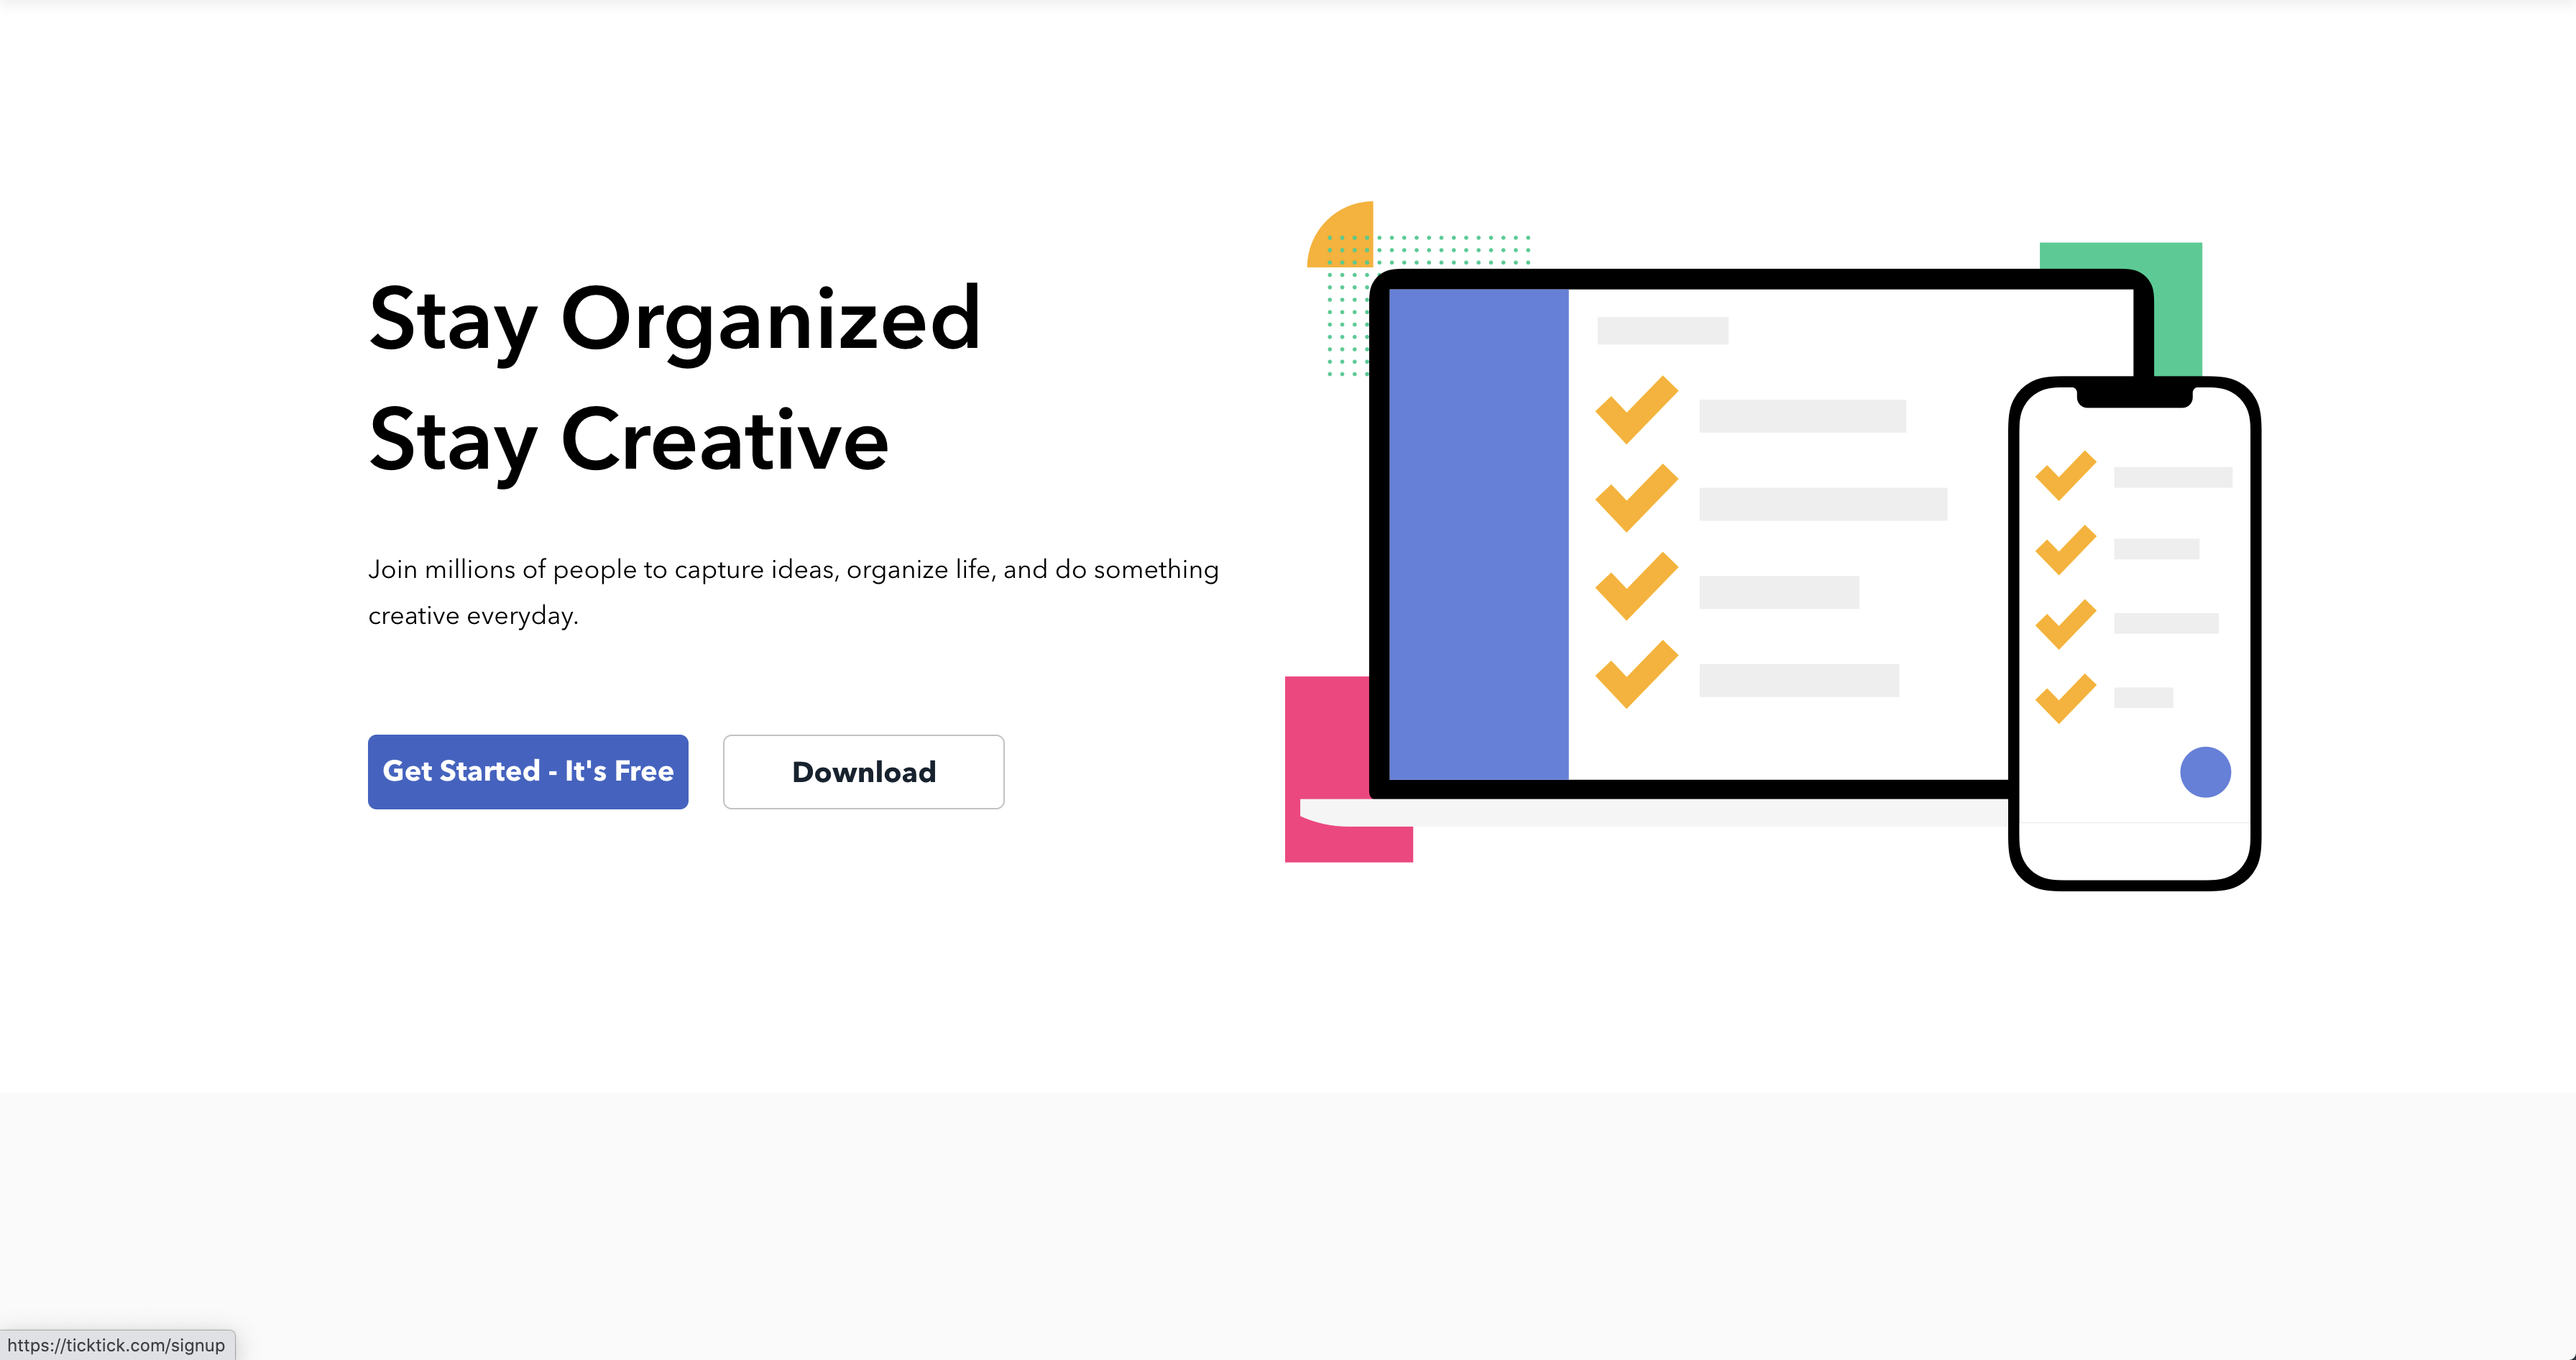 Stay Organized
Stay Creative
Join millions of people to capture ideas, organize life, and do something
creative everyday.
Get Started - It's Free
Download
https://ticktick.com/signup